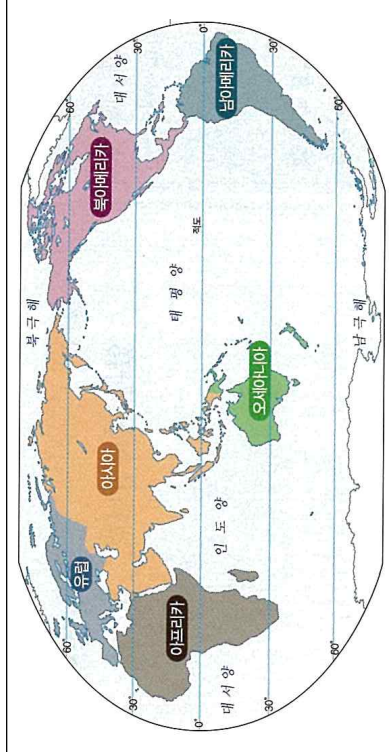 북극해
60°
60°
대서양
유럽
아시아
북아메리카
30°
30°
태평양
아프리카
적도
0°
0°
인도양
남아메리카
대서양
오세아니아
30°
30°
60°
60°
남극해